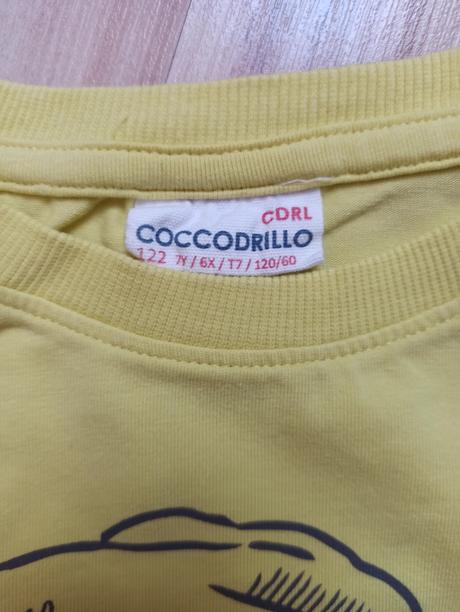 CDRL
COCCODRILLO
122 7Y / 6X / T7 / 120/60